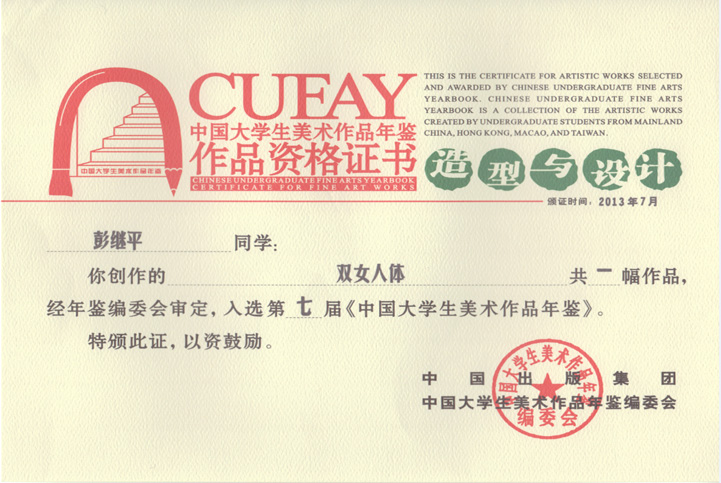 CUFAY
中国大学生美术作品年鉴
作品资格证书
CHINESE UNDERGRADUATE FINE ARTS YEARBOOK
CERTIFICATE FOR FINE ART WORKS
中国大学生美术作品年鉴
THIS IS THE CERTIFICATE FOR ARTISTIC WORKS SELECTED
AND AWARDED BY CHINESE UNDERGRADUATE FINE ARTS
YEARBOOK. CHINESE UNDERGRADUATE FINE ARTS
YEARBOOK IS A COLLECTION OF THE ARTISTIC WORKS
CREATED BY UNDERGRADUATE STUDENTS FROM MAINLAND
CHINA, HONG KONG, MACAO, AND TAIWAN.
造型与设计
颁证时间：2013年7月
彭继平 同学：
你创作的 双女人体 共 一 幅作品，
经年鉴编委会审定，入选第 七 届《中国大学生美术作品年鉴》。
特颁此证，以资鼓励。
中国出版集团
中国大学生美术作品年鉴编委会
中国大学生美术作品年鉴
编委会